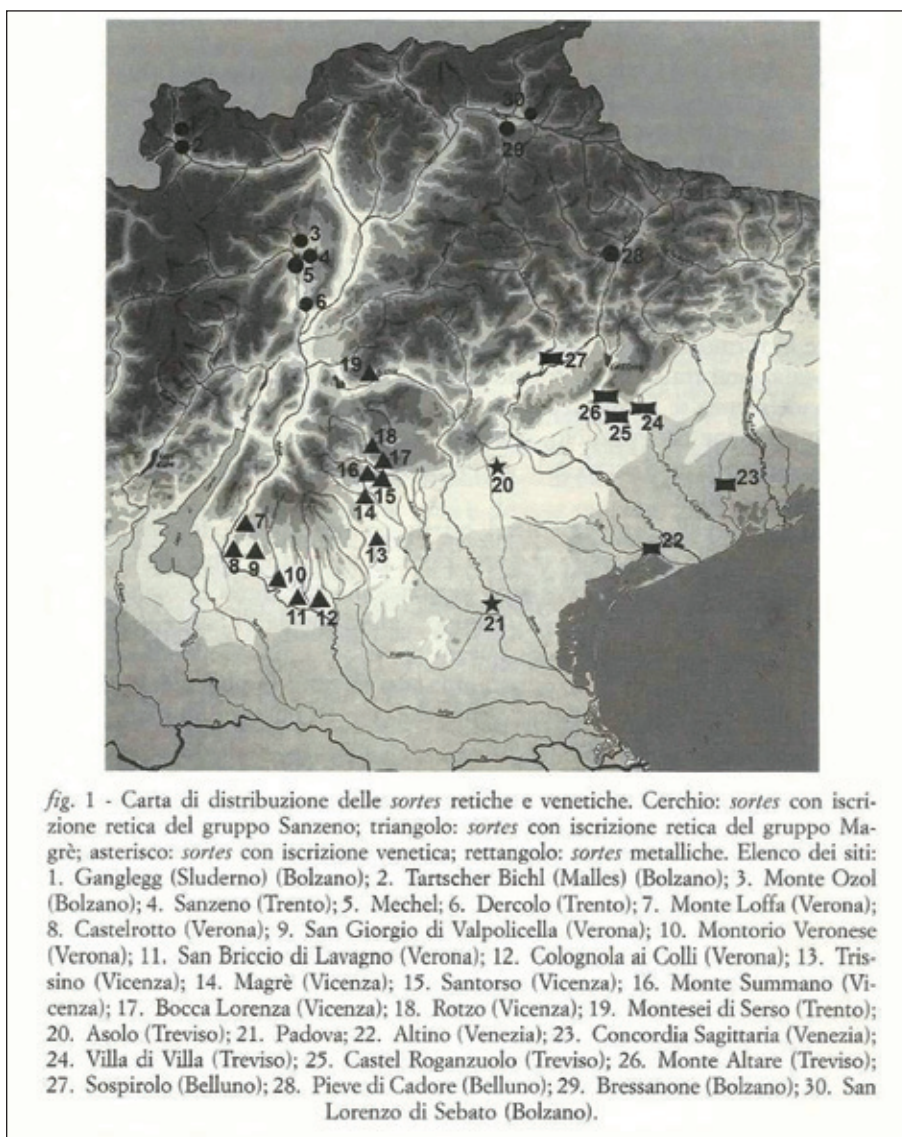 30
2
29
3
4
5
28
6
27
19
26
25
24
18
17
16
15
20
23
14
7
13
22
8
9
10
11
12
21
fig. 1 - Carta di distribuzione delle sortes retiche e venetiche. Cerchio: sortes con iscri-
zione retica del gruppo Sanzeno; triangolo: sortes con iscrizione retica del gruppo Ma-
grè; asterisco: sortes con iscrizione venetica; rettangolo: sortes metalliche. Elenco dei siti:
1. Ganglegg (Sluderno) (Bolzano); 2. Tartscher Bichl (Malles) (Bolzano); 3. Monte Ozol
(Bolzano); 4. Sanzeno (Trento); 5. Mechel; 6. Dercolo (Trento); 7. Monte Loffa (Verona);
8. Castelrotto (Verona); 9. San Giorgio di Valpolicella (Verona); 10. Montorio Veronese
(Verona); 11. San Briccio di Lavagno (Verona); 12. Colognola ai Colli (Verona); 13. Tris-
sino (Vicenza); 14. Magrè (Vicenza); 15. Santorso (Vicenza); 16. Monte Summano (Vi-
cenza); 17. Bocca Lorenza (Vicenza); 18. Rotzo (Vicenza); 19. Montesei di Serso (Trento);
20. Asolo (Treviso); 21. Padova; 22. Altino (Venezia); 23. Concordia Sagittaria (Venezia);
24. Villa di Villa (Treviso); 25. Castel Roganzuolo (Treviso); 26. Monte Altare (Treviso);
27. Sospirolo (Belluno); 28. Pieve di Cadore (Belluno); 29. Bressanone (Bolzano); 30. San
Lorenzo di Sebato (Bolzano).